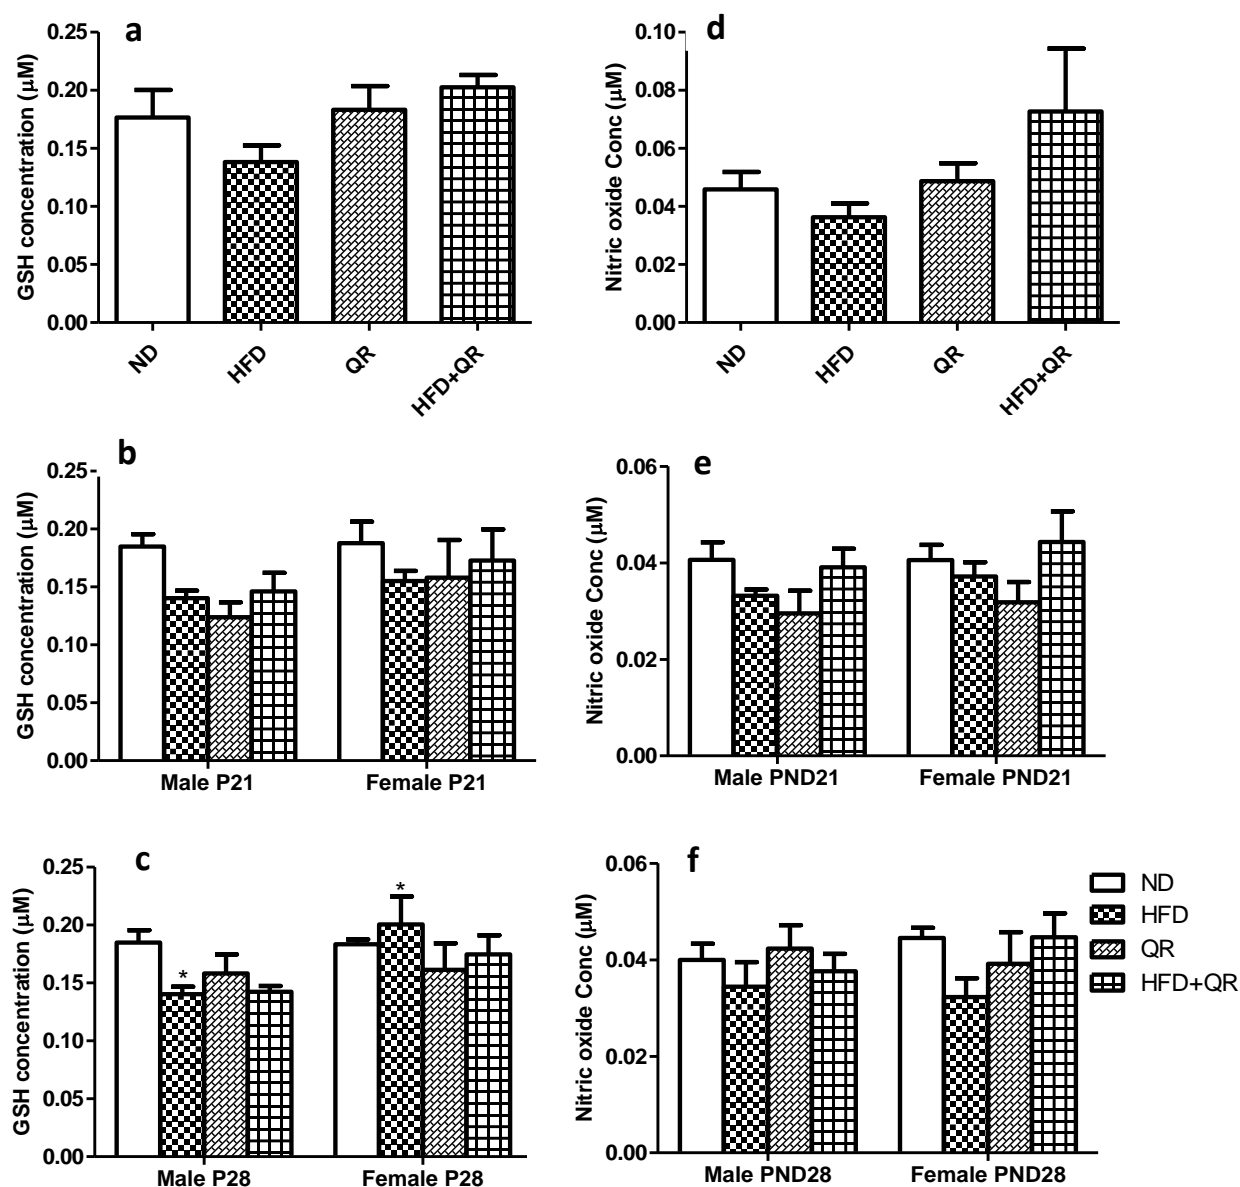 a
GSH concentration (µM)
0.25
0.20
0.15
0.10
0.05
0.00
ND
HFD
QR
HFD+QR
d
Nitric oxide Conc (µM)
0.10
0.08
0.06
0.04
0.02
0.00
ND
HFD
QR
HFD+QR
b
GSH concentration (µM)
0.25
0.20
0.15
0.10
0.05
0.00
Male P21
Female P21
e
Nitric oxide Conc (µM)
0.06
0.04
0.02
0.00
Male PND21
Female PND21
c
GSH concentration (µM)
0.25
0.20
0.15
0.10
0.05
0.00
*
*
Male P28
Female P28
f
Nitric oxide Conc (µM)
0.06
0.04
0.02
0.00
Male PND28
Female PND28
ND
HFD
QR
HFD+QR